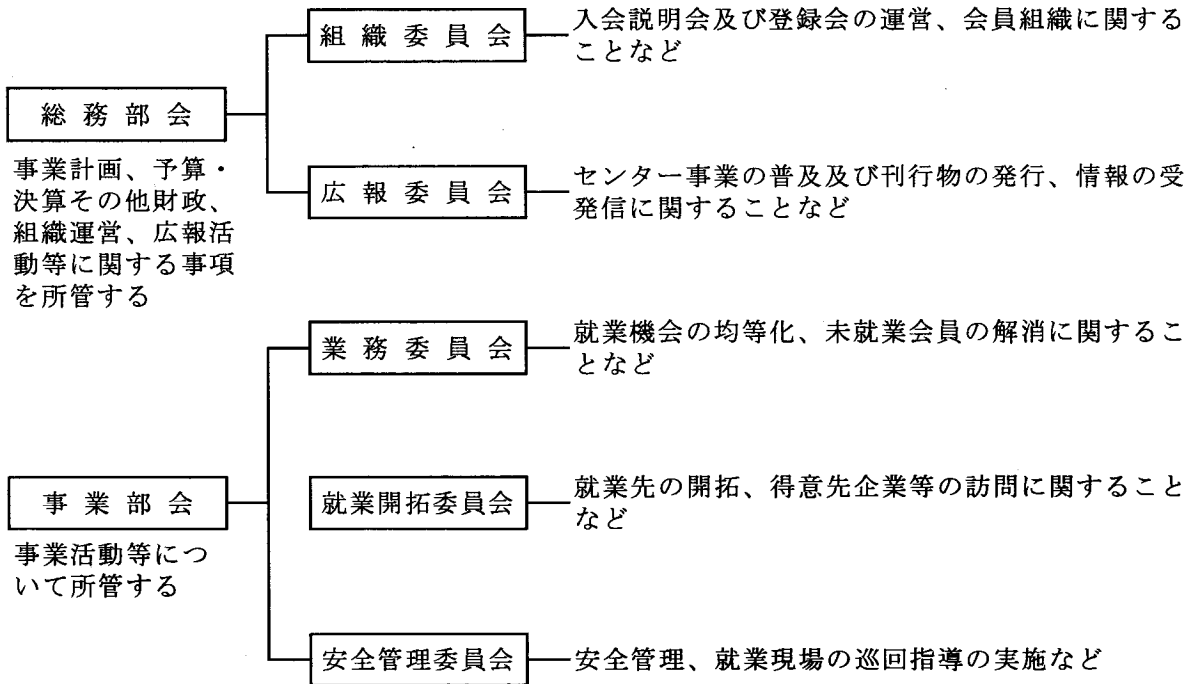 組織委員会
入会説明会及び登録会の運営、会員組織に関する
ことなど
総務部会
事業計画、予算・
決算その他財政、
組織運営、広報活
動等に関する事項
を所管する
広報委員会
センター事業の普及及び刊行物の発行、情報の受
発信に関することなど
業務委員会
就業機会の均等化、未就業会員の解消に関するこ
となど
事業部会
事業活動等につ
いて所管する
就業開拓委員会
就業先の開拓、得意先企業等の訪問に関すること
など
安全管理委員会
安全管理、就業現場の巡回指導の実施など